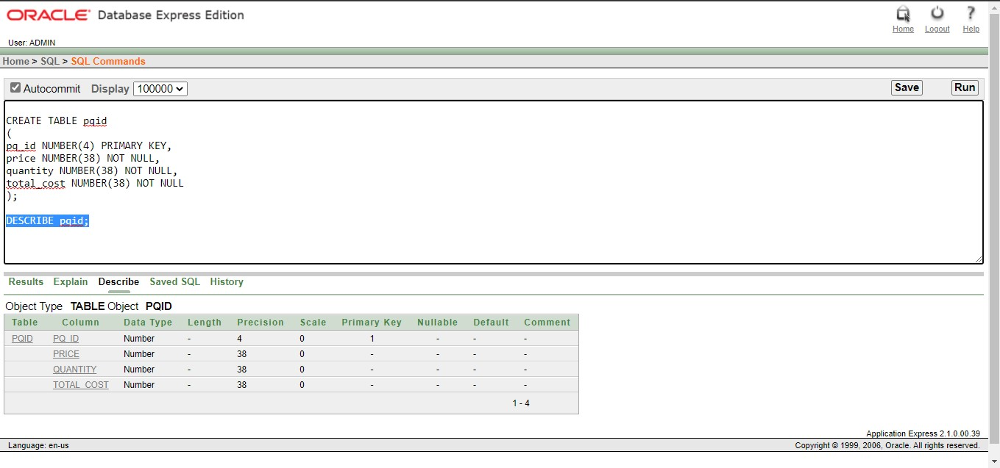 ORACLE Database Express Edition
Home Logout Help
User: ADMIN
Home > SQL > SQL Commands
Autocommit Display 100000 Save Run
CREATE TABLE pqid
(
pq_id NUMBER(4) PRIMARY KEY,
price NUMBER(38) NOT NULL,
quantity NUMBER(38) NOT NULL,
total_cost NUMBER(38) NOT NULL
);
DESCRIBE pqid;
Results Explain Describe Saved SQL History
Object Type TABLE Object PQID
Table Column Data Type Length Precision Scale Primary Key Nullable Default Comment
PQID PQ_ID Number - 4 0 1 - - -
PRICE Number - 38 0 - - - -
QUANTITY Number - 38 0 - - - -
TOTAL_COST Number - 38 0 - - - -
1 - 4
Application Express 2.1.0.00.39
Language: en-us Copyright © 1999, 2006, Oracle. All rights reserved.